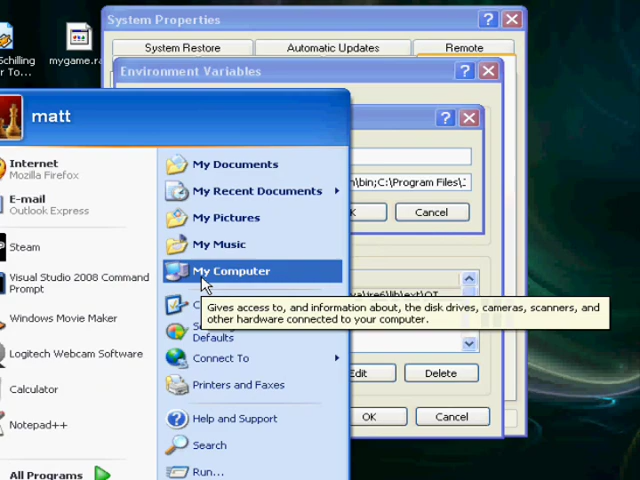 System Properties
Schilling
r To...
mygame.ra
System Restore
Automatic Updates
Remote
Environment Variables
matt
Internet
Mozilla Firefox
E-mail
Outlook Express
Steam
Visual Studio 2008 Command
Prompt
Windows Movie Maker
Logitech Webcam Software
Calculator
Notepad++
All Programs
My Documents
My Recent Documents
My Pictures
My Music
My Computer
Gives access to, and information about, the disk drives, cameras, scanners, and
other hardware connected to your computer.
C
Defaults
Connect To
Printers and Faxes
Help and Support
Search
Run...
\bin;C:\Program Files\
K
Cancel
Edit
Delete
OK
Cancel